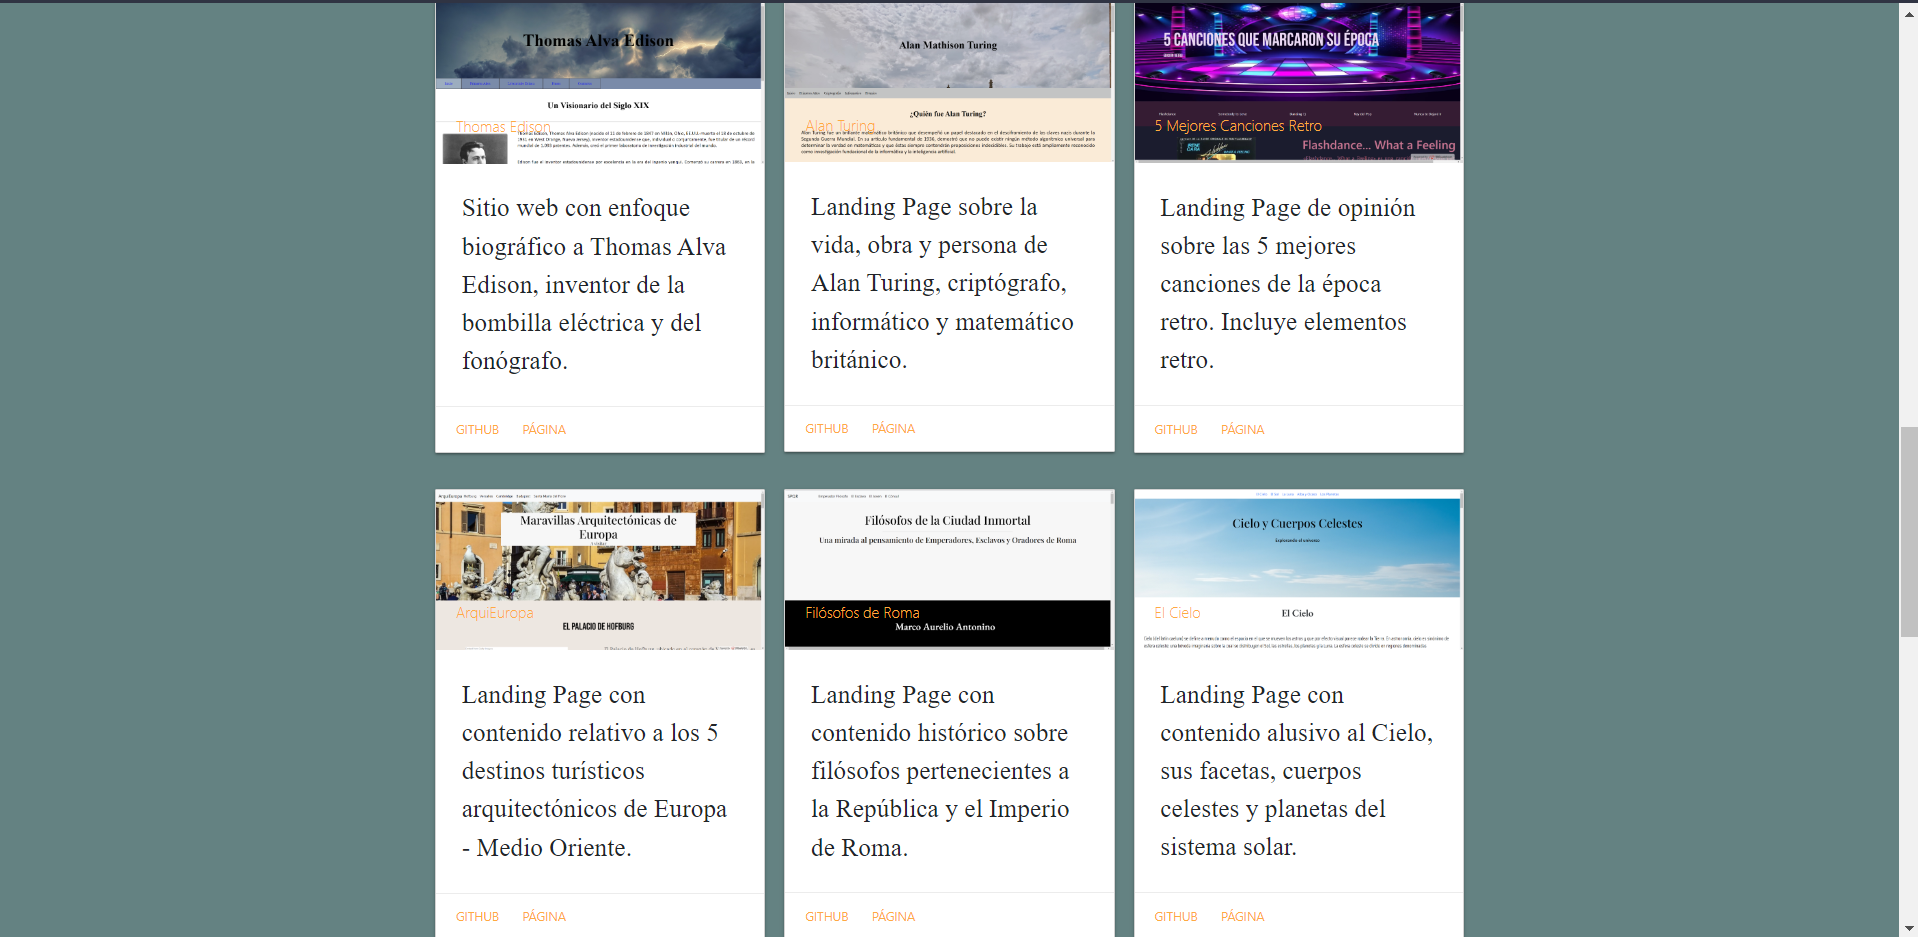 Thomas Alva Edison
Un Visionario del Siglo XIX
Thomas Edison
Sitio web con enfoque
biográfico a Thomas Alva
Edison, inventor de la
bombilla eléctrica y del
fonógrafo.
GITHUB PÁGINA
Alan Mathison Turing
¿Quién fue Alan Turing?
Alan Turing
Landing Page sobre la
vida, obra y persona de
Alan Turing, criptógrafo,
informático y matemático
británico.
GITHUB PÁGINA
5 CANCIONES QUE MARCARON SU ÉPOCA
5 Mejores Canciones Retro
Flashdance... What a Feeling
Landing Page de opinión
sobre las 5 mejores
canciones de la época
retro. Incluye elementos
retro.
GITHUB PÁGINA
Maravillas Arquitectónicas de
Europa
ArquiEuropa
EL PALACIO DE HOFBURG
Landing Page con
contenido relativo a los 5
destinos turísticos
arquitectónicos de Europa
- Medio Oriente.
GITHUB PÁGINA
SPQR
Filósofos de la Ciudad Inmortal
Una mirada al pensamiento de Emperadores, Esclavos y Oradores de Roma
Filósofos de Roma
Marco Aurelio Antonino
Landing Page con
contenido histórico sobre
filósofos pertenecientes a
la República y el Imperio
de Roma.
GITHUB PÁGINA
Cielo y Cuerpos Celestes
Explorando el universo
El Cielo
El Cielo
Landing Page con
contenido alusivo al Cielo,
sus facetas, cuerpos
celestes y planetas del
sistema solar.
GITHUB PÁGINA